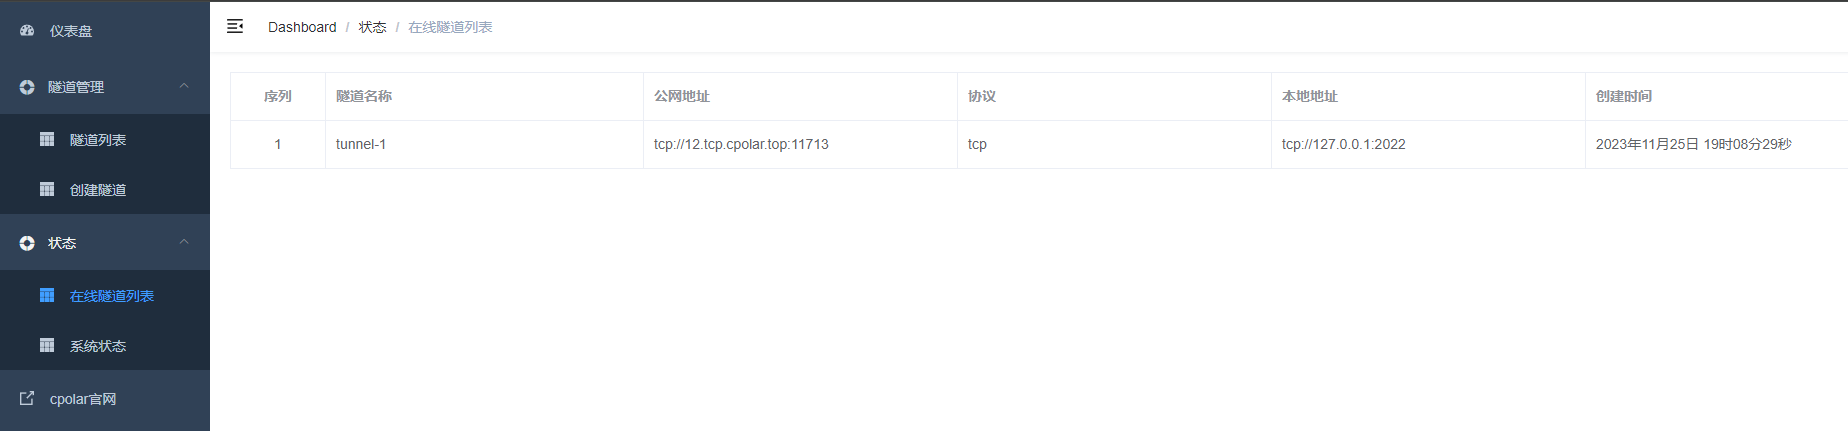 仪表盘
隧道管理
隧道列表
创建隧道
状态
在线隧道列表
系统状态
cpolar官网
Dashboard / 状态 / 在线隧道列表
序列 隧道名称 公网地址 协议 本地地址 创建时间
1 tunnel-1 tcp://12.tcp.cpolar.top:11713 tcp tcp://127.0.0.1:2022 2023年11月25日 19时08分29秒